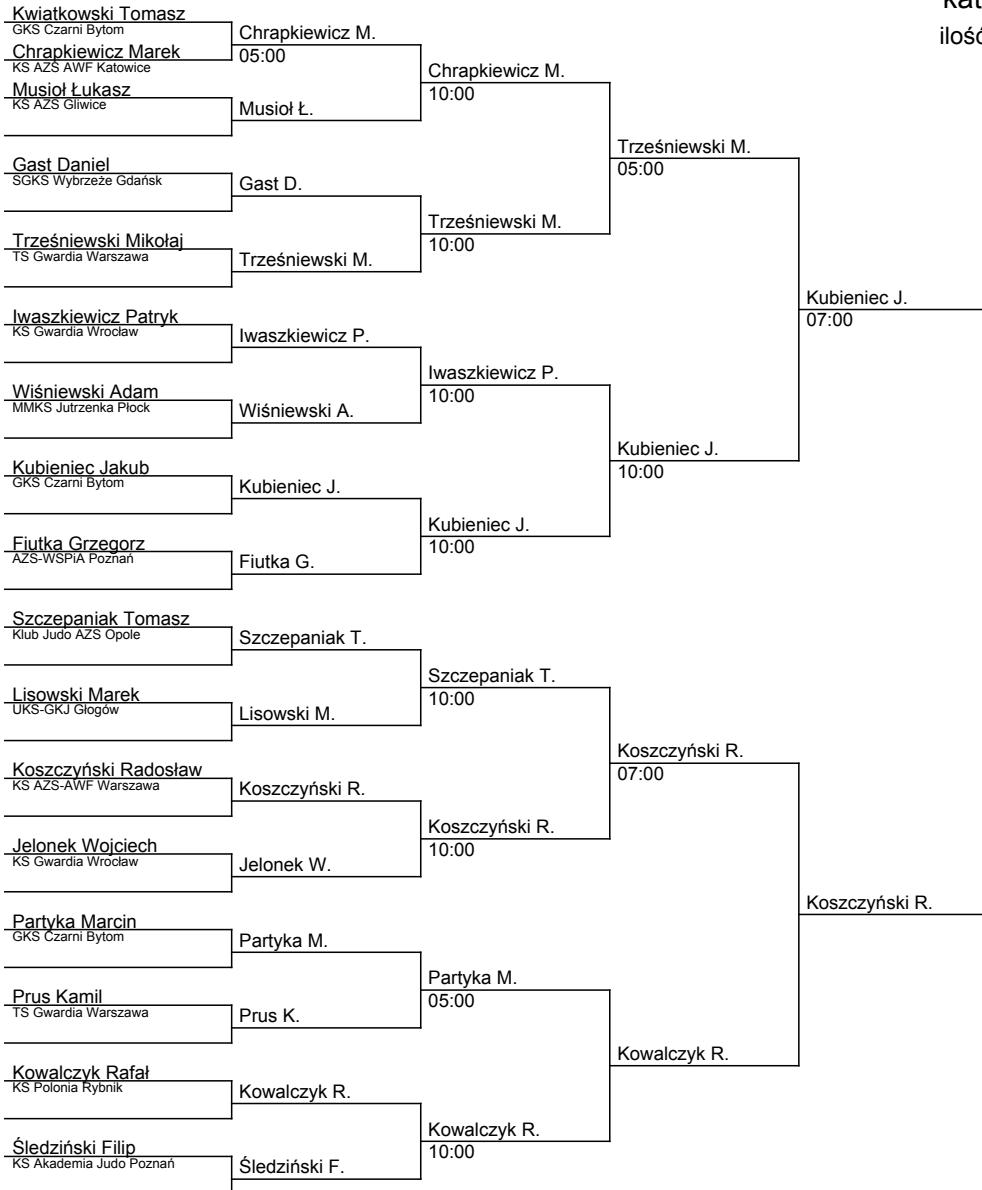 kat
ilość
Kwiatkowski Tomasz
GKS Czarni Bytom
Chrapkiewicz Marek
KS AZS AWF Katowice
Musioł Łukasz
KS AZS Gliwice
Gast Daniel
SGKS Wybrzeże Gdańsk
Trześniewski Mikołaj
TS Gwardia Warszawa
Iwaszkiewicz Patryk
KS Gwardia Wrocław
Wiśniewski Adam
MMKS Jutrzenka Płock
Kubieniec Jakub
GKS Czarni Bytom
Fiutka Grzegorz
AZS-WSPiA Poznań
Szczepaniak Tomasz
Klub Judo AZS Opole
Lisowski Marek
UKS-GKJ Głogów
Koszczyński Radosław
KS AZS-AWF Warszawa
Jelonek Wojciech
KS Gwardia Wrocław
Partyka Marcin
GKS Czarni Bytom
Prus Kamil
TS Gwardia Warszawa
Kowalczyk Rafał
KS Polonia Rybnik
Śledziński Filip
KS Akademia Judo Poznań
Chrapkiewicz M.
05:00
Musioł Ł.
Gast D.
Trześniewski M.
Iwaszkiewicz P.
Wiśniewski A.
Kubieniec J.
Fiutka G.
Szczepaniak T.
Lisowski M.
Koszczyński R.
Jelonek W.
Partyka M.
Prus K.
Kowalczyk R.
Śledziński F.
Chrapkiewicz M.
10:00
Trześniewski M.
10:00
Iwaszkiewicz P.
10:00
Kubieniec J.
10:00
Szczepaniak T.
10:00
Koszczyński R.
10:00
Partyka M.
05:00
Kowalczyk R.
10:00
Trześniewski M.
05:00
Kubieniec J.
10:00
Koszczyński R.
07:00
Kowalczyk R.
Kubieniec J.
07:00
Koszczyński R.